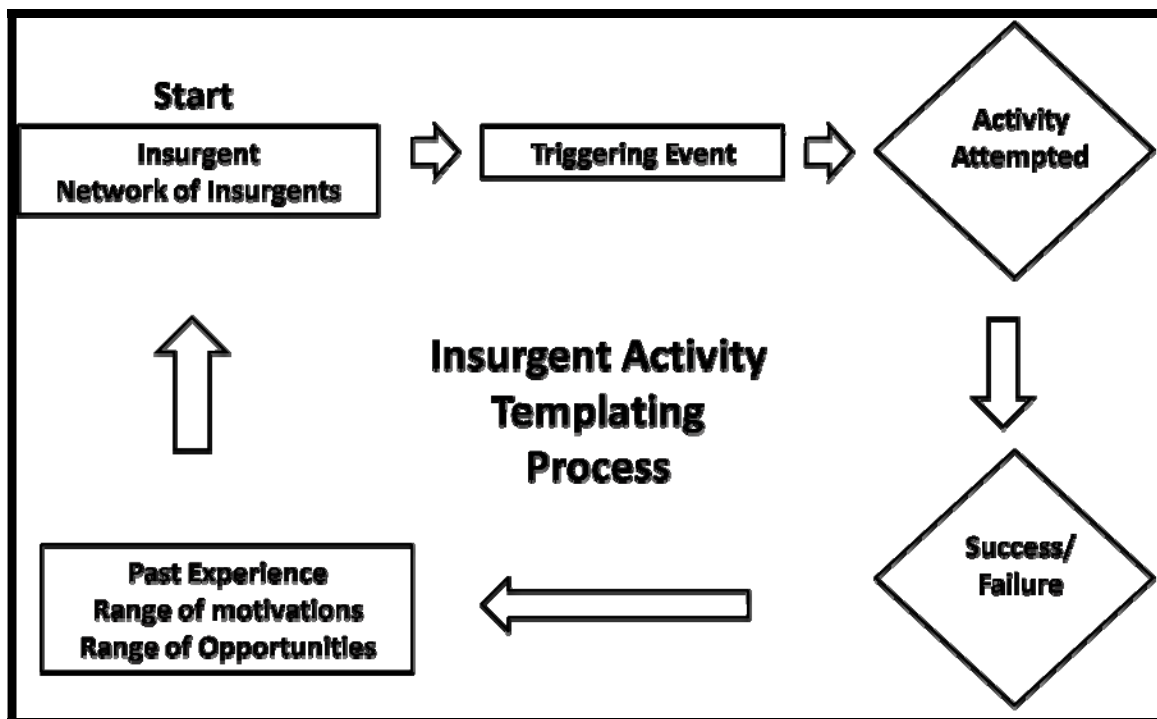 Start
Insurgent
Network of Insurgents
Triggering Event
Activity
Attempted
Insurgent Activity
Templating
Process
Success/
Failure
Past Experience
Range of motivations
Range of Opportunities